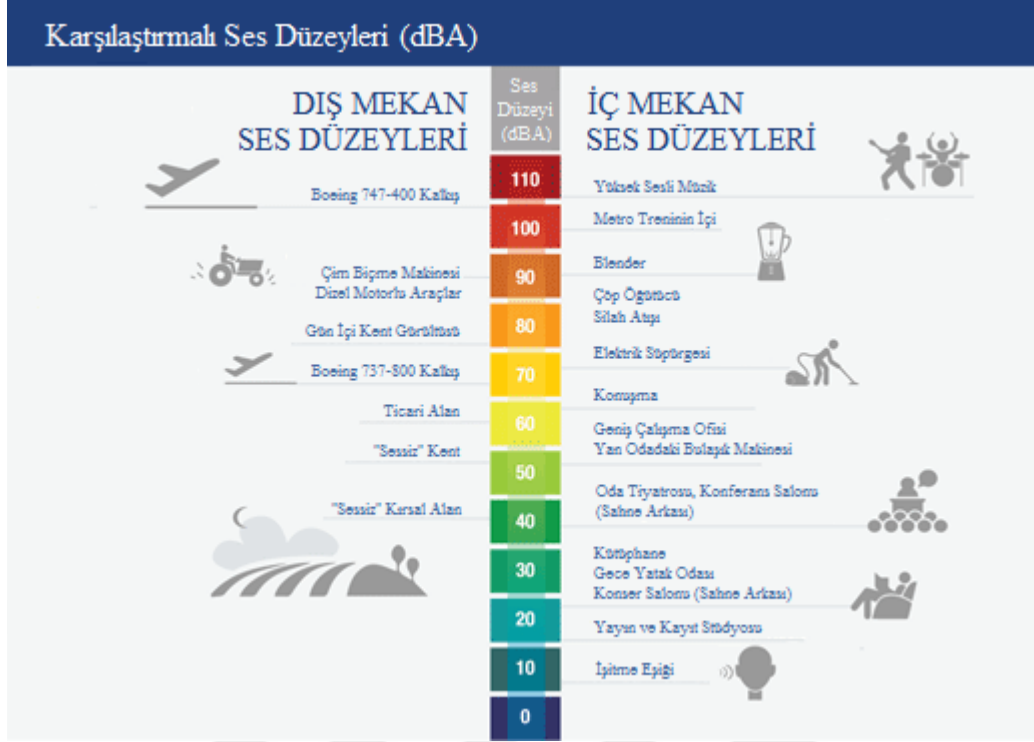 Karşılaştırmalı Ses Düzeyleri (dBA)
DIŞ MEKAN
SES DÜZEYLERİ
Ses
Düzeyi
(dBA)
İÇ MEKAN
SES DÜZEYLERİ
Boeing 747-400 Kalkış
Çim Biçme Makinesi
Dizel Motorlu Araçlar
Gün İçi Kent Gürültüsü
Boeing 737-800 Kalkış
Ticari Alan
"Sessiz" Kent
"Sessiz" Kırsal Alan
110
100
90
80
70
60
50
40
30
20
10
0
Yüksek Sesli Müzik
Metro Treninin İçi
Blender
Çöp Öğütücü
Silah Atışı
Elektrik Süpürgesi
Konuşma
Geniş Çalışma Ofisi
Yan Odadaki Bulaşık Makinesi
Oda Tiyatrosu, Konferans Salonu
(Sahne Arkası)
Kütüphane
Gece Yatak Odası
Konser Salonu (Sahne Arkası)
Yayın ve Kayıt Stüdyosu
İşitme Eşiği